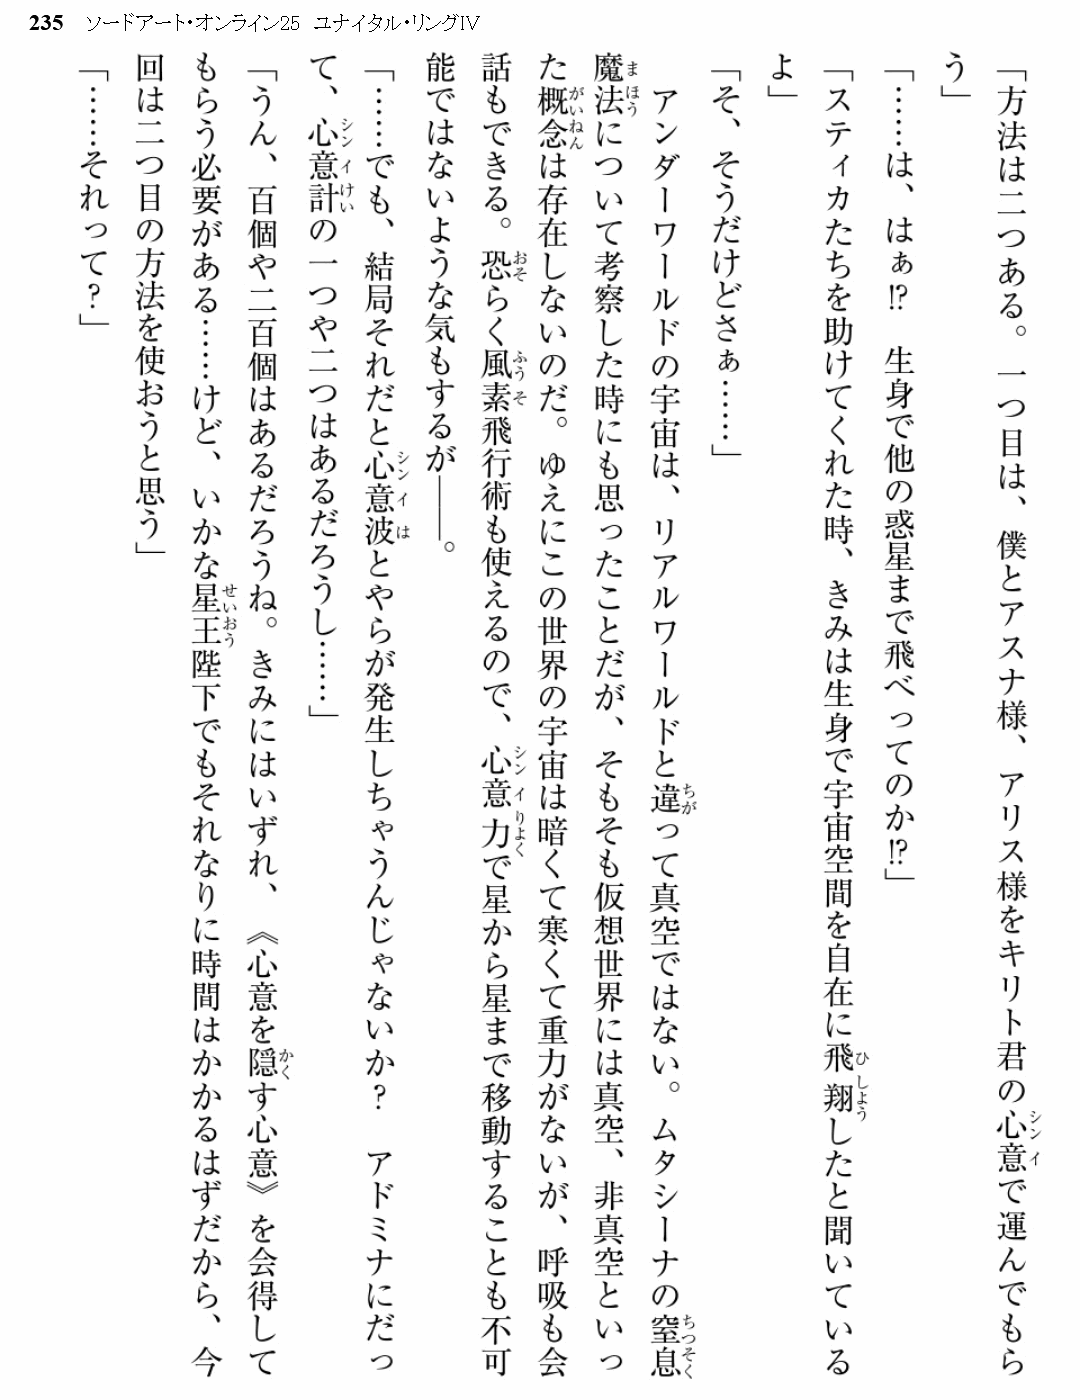 235 ソードアート・オンライン25 ユナイタル・リングⅣ
「方法は二つある。一つ目は、僕とアスナ様、アリス様をキリト君の心意で運んでもら
う」
「……は、はぁ!? 生身で他の惑星まで飛べってのか!?」
「スティカたちを助けてくれた時、きみは生身で宇宙空間を自在に飛翔したと聞いている
よ」
「そ、そうだけどさぁ……」
アンダーワールドの宇宙は、リアルワールドと違って真空ではない。ムタシーナの窒息
魔法について考察した時にも思ったことだが、そもそも仮想世界には真空、非真空といっ
た概念は存在しないのだ。ゆえにこの世界の宇宙は暗くて寒くて重力がないが、呼吸も会
話もできる。恐らく風素飛行術も使えるので、心意力で星から星まで移動することも不可
能ではないような気もするが――。
「……でも、結局それだと心意波とやらが発生しちゃうんじゃないか? アドミナにだっ
て、心意計の一つや二つはあるだろうし……」
「うん、百個や二百個はあるだろうね。きみにはいずれ、《心意を隠す心意》を会得して
もらう必要がある……けど、いかな星王陛下でもそれなりに時間はかかるはずだから、今
回は二つ目の方法を使おうと思う」
「……それって?」